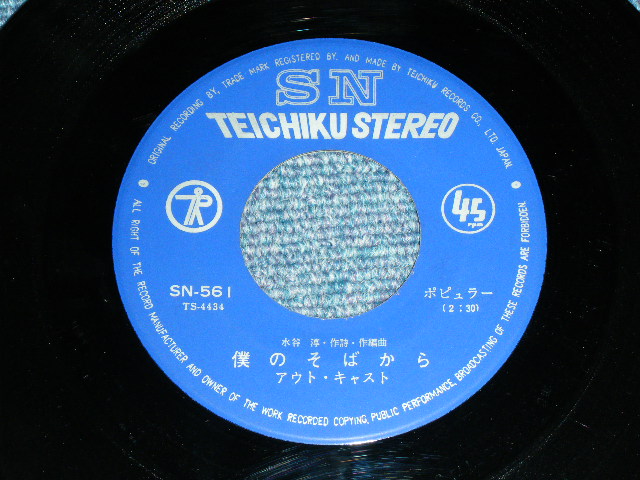 ORIGINAL RECORDING BY, TRADE MARK REGISTERED BY, AND MADE BY TEICHIKU RECORDS CO., LTD. JAPAN.
SN
TEICHIKU STEREO
45
rpm
SN-561
TS-4434
ポピュラー
(2:30)
水谷 淳・作詩・作編曲
僕のそばから
アウト・キャスト
ALL RIGHT OF THE RECORD MANUFACTURER AND OWNER OF THE WORK RECORDED COPYING, PUBLIC PERFORMANCE, BROADCASTING OF THESE RECORDS ARE FORBIDDEN.